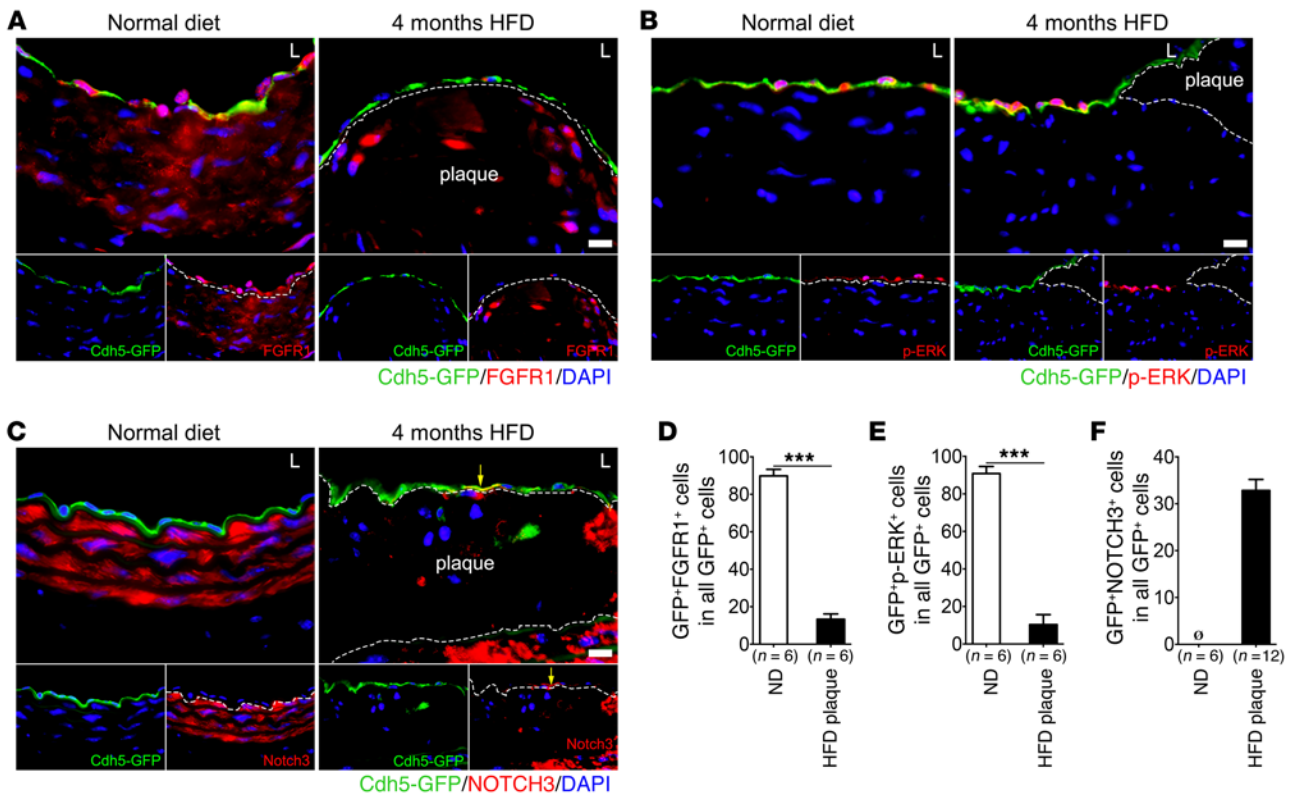 A
Normal diet
4 months HFD
L
L
plaque
Cdh5-GFP
FGFR1
Cdh5-GFP
FGFR1
Cdh5-GFP/FGFR1/DAPI
B
Normal diet
4 months HFD
L
L
plaque
Cdh5-GFP
p-ERK
Cdh5-GFP
p-ERK
Cdh5-GFP/p-ERK/DAPI
C
Normal diet
4 months HFD
L
L
plaque
Cdh5-GFP
Notch3
Cdh5-GFP
Notch3
Cdh5-GFP/NOTCH3/DAPI
D
GFP⁺FGFR1⁺ cells
in all GFP⁺ cells
100
80
60
40
20
0
***
(n = 6)
(n = 6)
ND
HFD plaque
E
GFP⁺p-ERK⁺ cells
in all GFP⁺ cells
100
80
60
40
20
0
***
(n = 6)
(n = 6)
ND
HFD plaque
F
GFP⁺NOTCH3⁺ cells
in all GFP⁺ cells
40
30
20
10
0
ø
(n = 6)
(n =12)
ND
HFD plaque